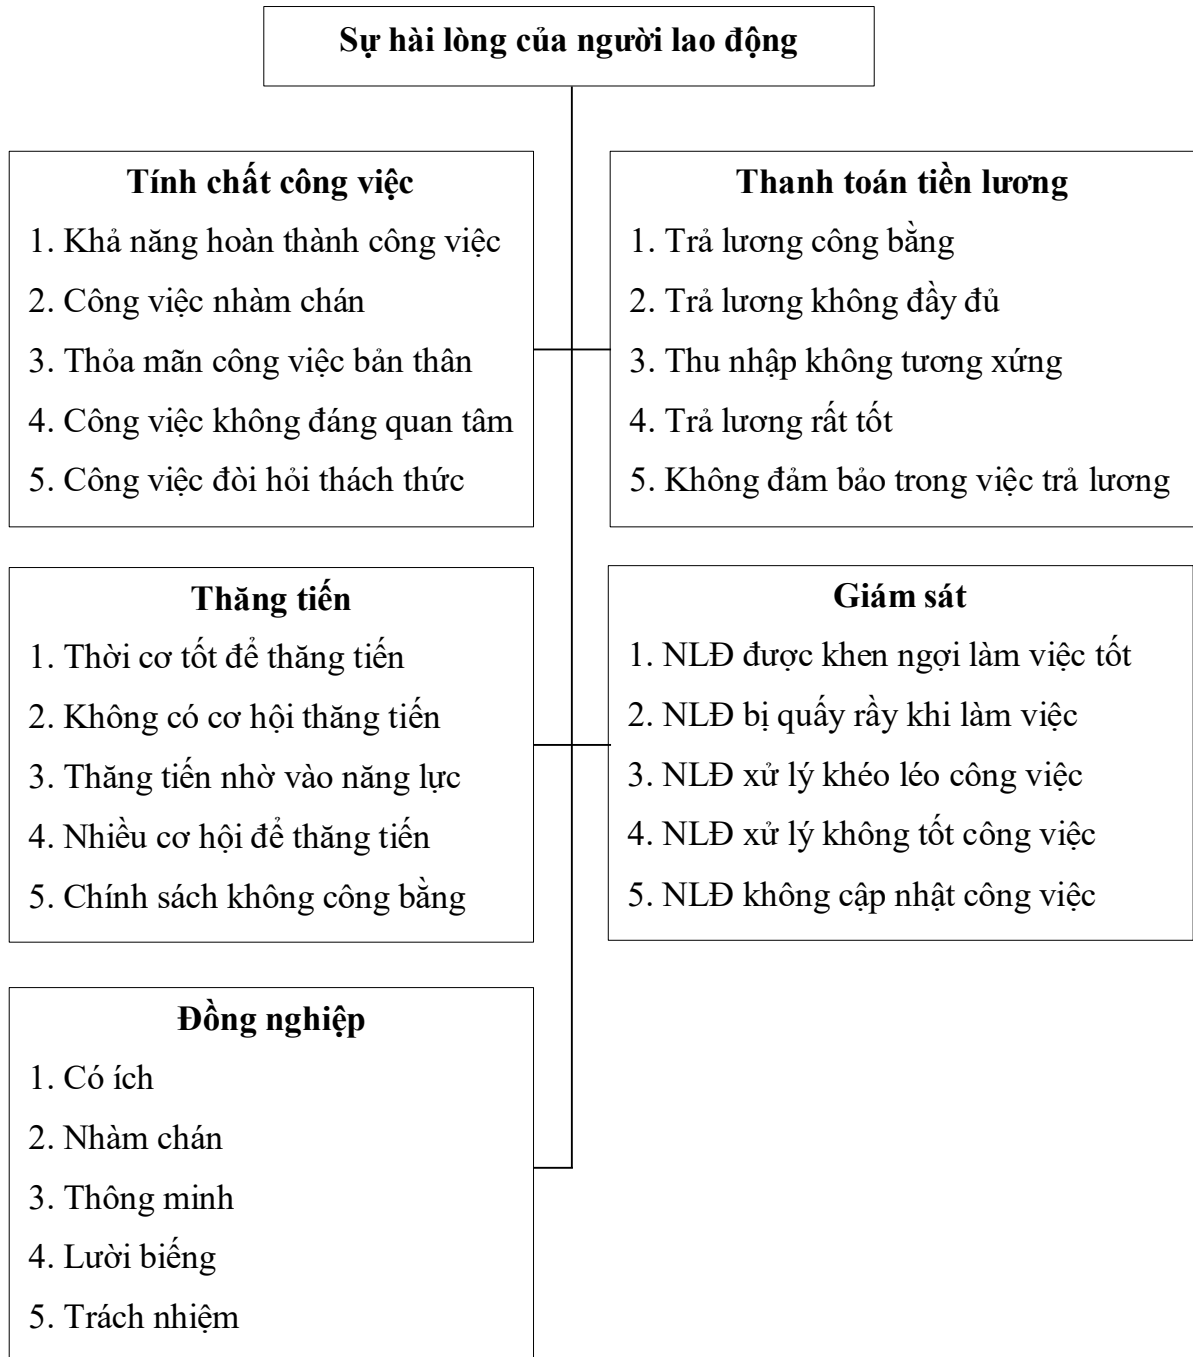 Sự hài lòng của người lao động
Tính chất công việc
1. Khả năng hoàn thành công việc
2. Công việc nhàm chán
3. Thỏa mãn công việc bản thân
4. Công việc không đáng quan tâm
5. Công việc đòi hỏi thách thức
Thanh toán tiền lương
1. Trả lương công bằng
2. Trả lương không đầy đủ
3. Thu nhập không tương xứng
4. Trả lương rất tốt
5. Không đảm bảo trong việc trả lương
Thăng tiến
1. Thời cơ tốt để thăng tiến
2. Không có cơ hội thăng tiến
3. Thăng tiến nhờ vào năng lực
4. Nhiều cơ hội để thăng tiến
5. Chính sách không công bằng
Giám sát
1. NLĐ được khen ngợi làm việc tốt
2. NLĐ bị quấy rầy khi làm việc
3. NLĐ xử lý khéo léo công việc
4. NLĐ xử lý không tốt công việc
5. NLĐ không cập nhật công việc
Đồng nghiệp
1. Có ích
2. Nhàm chán
3. Thông minh
4. Lười biếng
5. Trách nhiệm